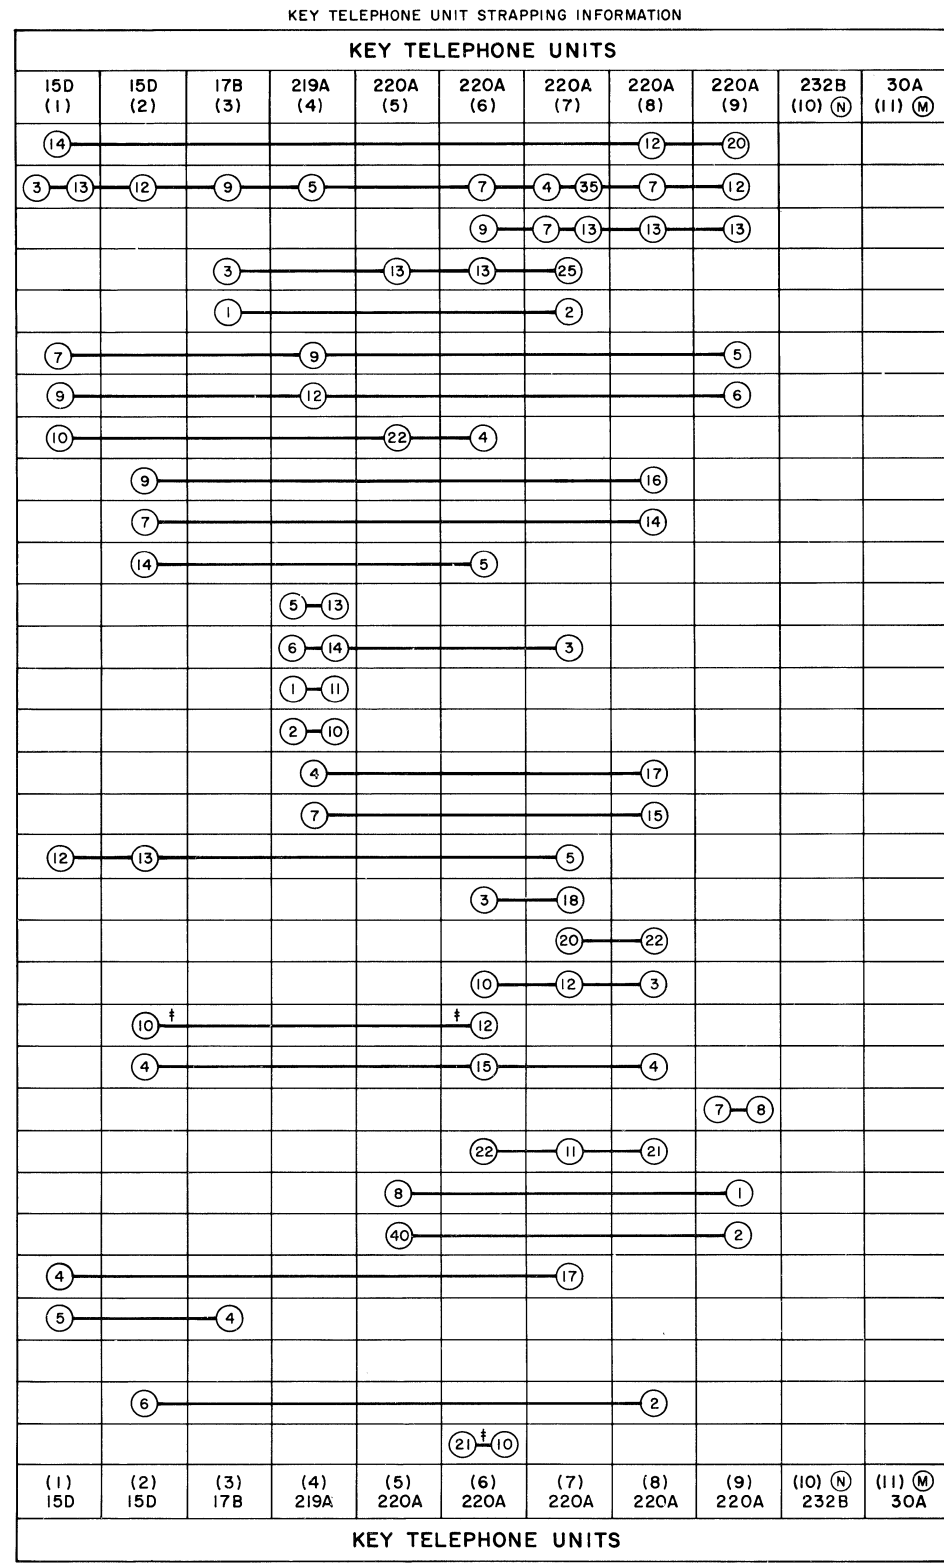 KEY TELEPHONE UNIT STRAPPING INFORMATION
KEY TELEPHONE UNITS
15D 15D 17B 219A 220A 220A 220A 220A 220A 232B 30A
(1) (2) (3) (4) (5) (6) (7) (8) (9) (10) N (11) M
14 12 20
3 13 12 9 5 7 4 35 7 12
9 7 13 13 13
3 13 13 25
1 2
7 9 5
9 12 6
10 22 4
9 16
7 14
14 5
5 13
6 14 3
1 11
2 10
4 17
7 15
12 13 5
3 18
20 22
10 12 3
10 ‡ ‡ 12
4 15 4
7 8
22 11 21
8 1
40 2
4 17
5 4
6 2
21 ‡ 10
(1) (2) (3) (4) (5) (6) (7) (8) (9) (10) N (11) M
15D 15D 17B 219A 220A 220A 220A 220A 220A 232B 30A
KEY TELEPHONE UNITS